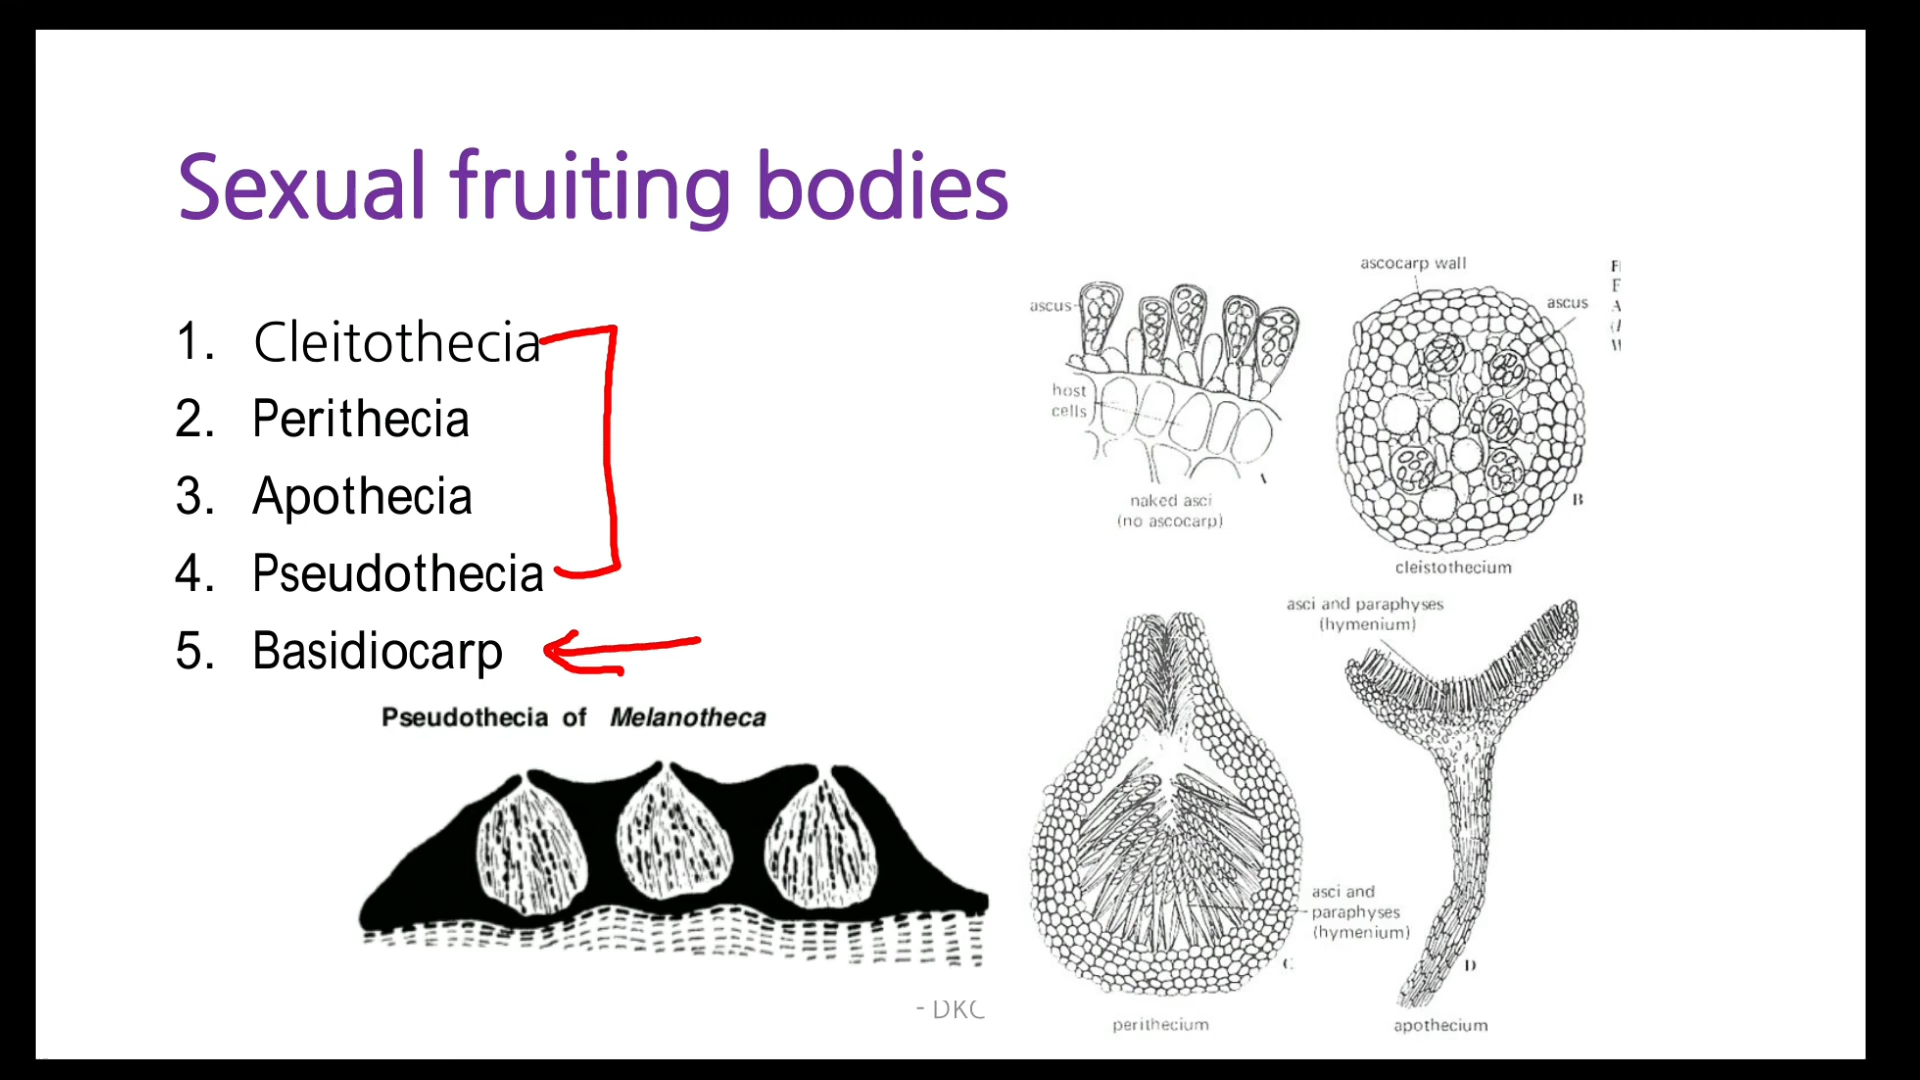 Sexual fruiting bodies
1. Cleitothecia
2. Perithecia
3. Apothecia
4. Pseudothecia
5. Basidiocarp
Pseudothecia of Melanotheca
ascus
host
cells
A
naked asci
(no ascocarp)
ascocarp wall
ascus
B
cleistothecium
asci and paraphyses
(hymenium)
asci and
paraphyses
(hymenium)
C
perithecium
D
apothecium
- DKC